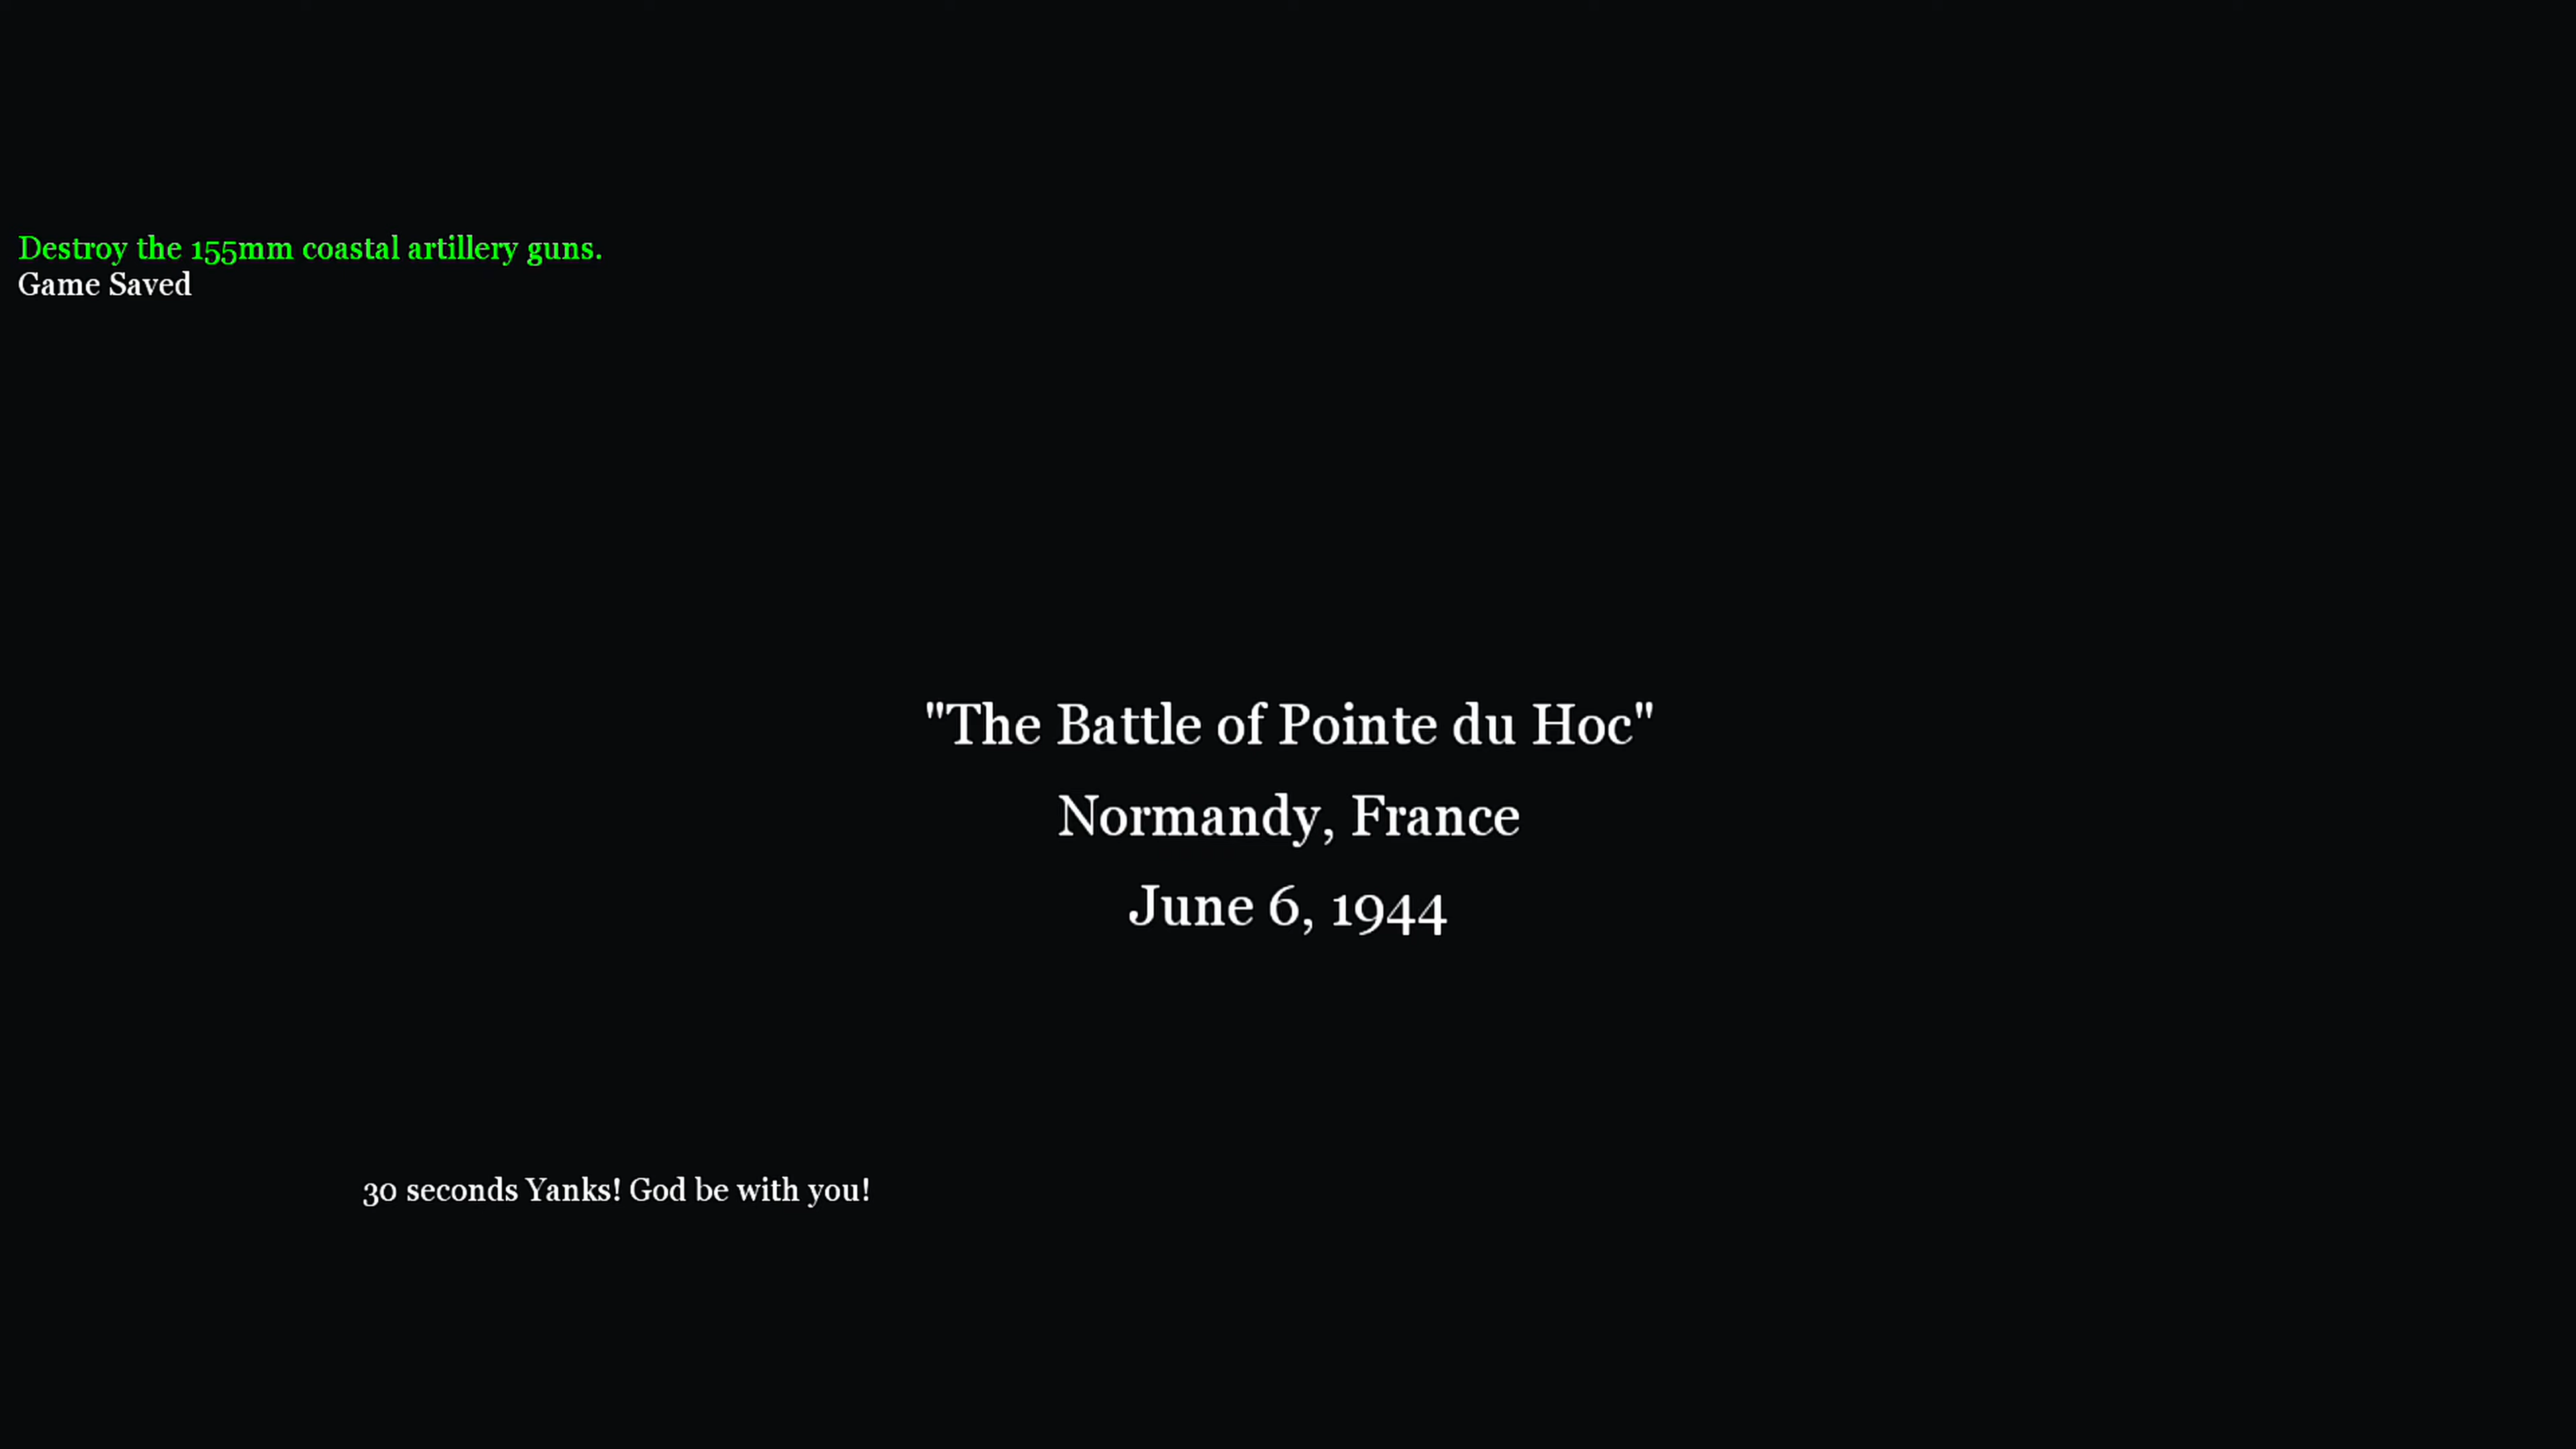 Destroy the 155mm coastal artillery guns.
Game Saved
"The Battle of Pointe du Hoc"
Normandy, France
June 6, 1944
30 seconds Yanks! God be with you!